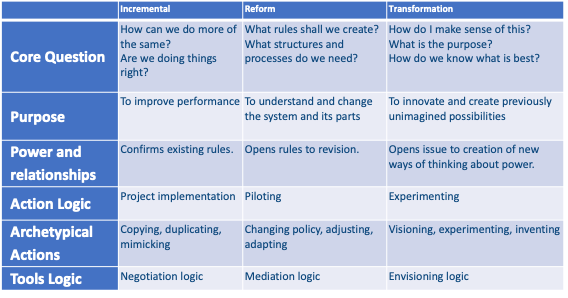 Incremental Reform Transformation
Core Question
How can we do more of
the same?
Are we doing things
right?
What rules shall we create?
What structures and
processes do we need?
How do I make sense of this?
What is the purpose?
How do we know what is best?
Purpose
To improve performance
To understand and change
the system and its parts
To innovate and create previously
unimagined possibilities
Power and
relationships
Confirms existing rules.
Opens rules to revision.
Opens issue to creation of new
ways of thinking about power.
Action Logic
Project implementation
Piloting
Experimenting
Archetypical
Actions
Copying, duplicating,
mimicking
Changing policy, adjusting,
adapting
Visioning, experimenting, inventing
Tools Logic
Negotiation logic
Mediation logic
Envisioning logic